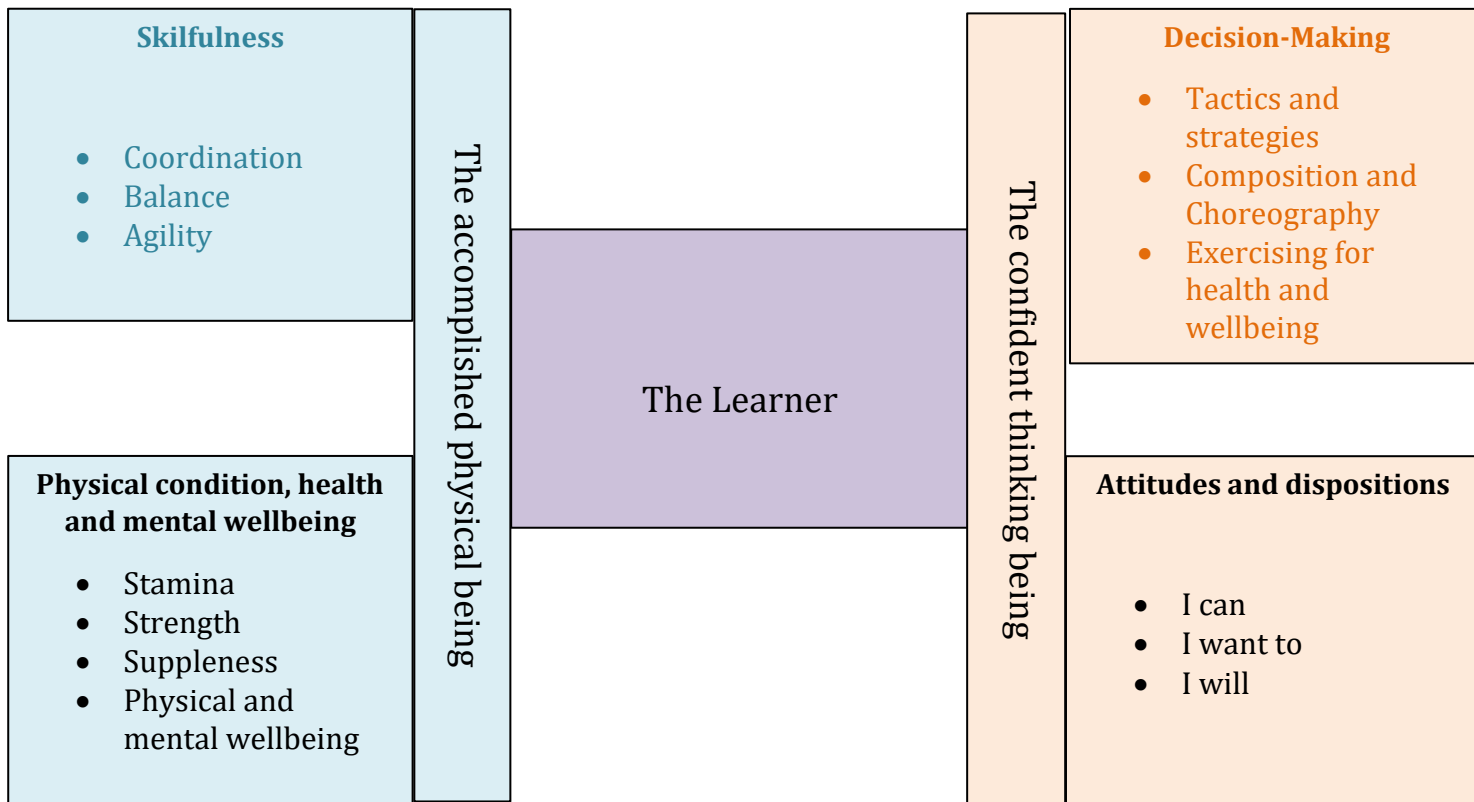 Skilfulness
• Coordination
• Balance
• Agility
Physical condition, health
and mental wellbeing
• Stamina
• Strength
• Suppleness
• Physical and
mental wellbeing
The accomplished physical being
The Learner
The confident thinking being
Decision-Making
• Tactics and
strategies
• Composition and
Choreography
• Exercising for
health and
wellbeing
Attitudes and dispositions
• I can
• I want to
• I will